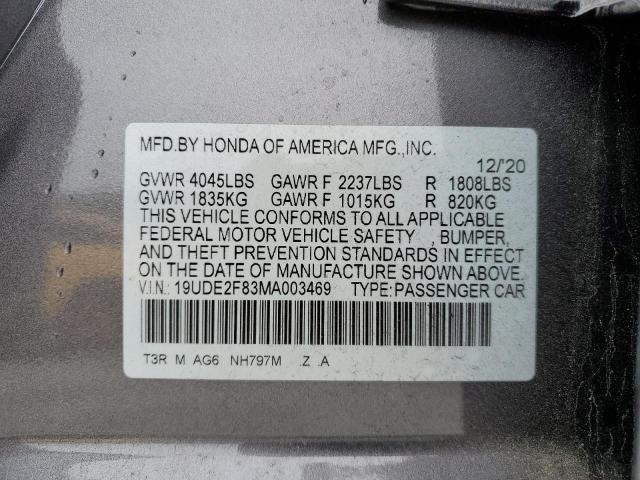 MFD.BY HONDA OF AMERICA MFG.,INC.
12/'20
GVWR 4045LBS GAWR F 2237LBS R 1808LBS
GVWR 1835KG GAWR F 1015KG R 820KG
THIS VEHICLE CONFORMS TO ALL APPLICABLE
FEDERAL MOTOR VEHICLE SAFETY , BUMPER,
AND THEFT PREVENTION STANDARDS IN EFFECT
ON THE DATE OF MANUFACTURE SHOWN ABOVE.
V.I.N.: 19UDE2F83MA003469 TYPE:PASSENGER CAR
T3R M AG6 NH797M .Z .A